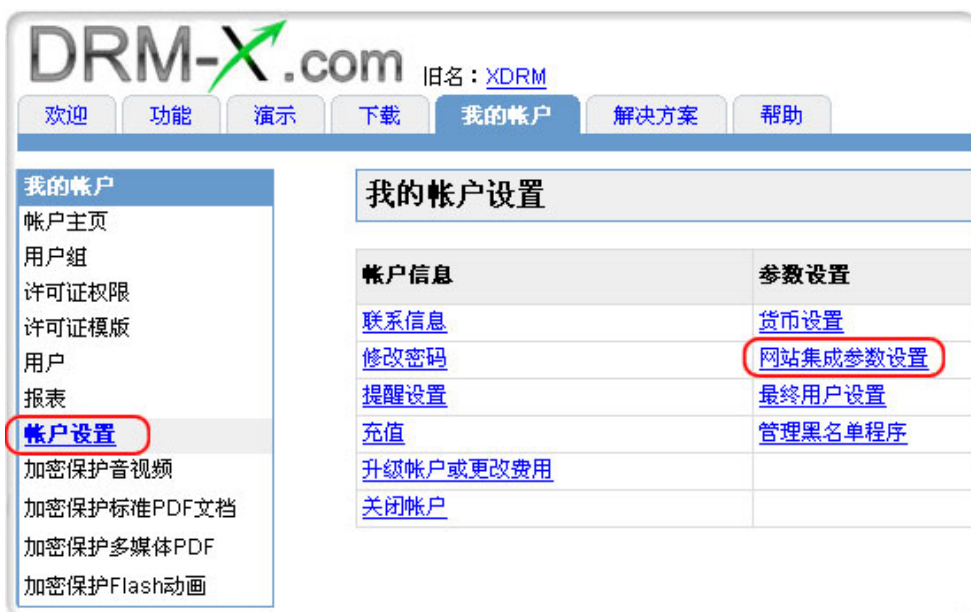 DRM-X.com 旧名：XDRM
欢迎 功能 演示 下载 我的帐户 解决方案 帮助
我的帐户
帐户主页
用户组
许可证权限
许可证模版
用户
报表
帐户设置
加密保护音视频
加密保护标准PDF文档
加密保护多媒体PDF
加密保护Flash动画
我的帐户设置
帐户信息 参数设置
联系信息 货币设置
修改密码 网站集成参数设置
提醒设置 最终用户设置
充值 管理黑名单程序
升级帐户或更改费用
关闭帐户